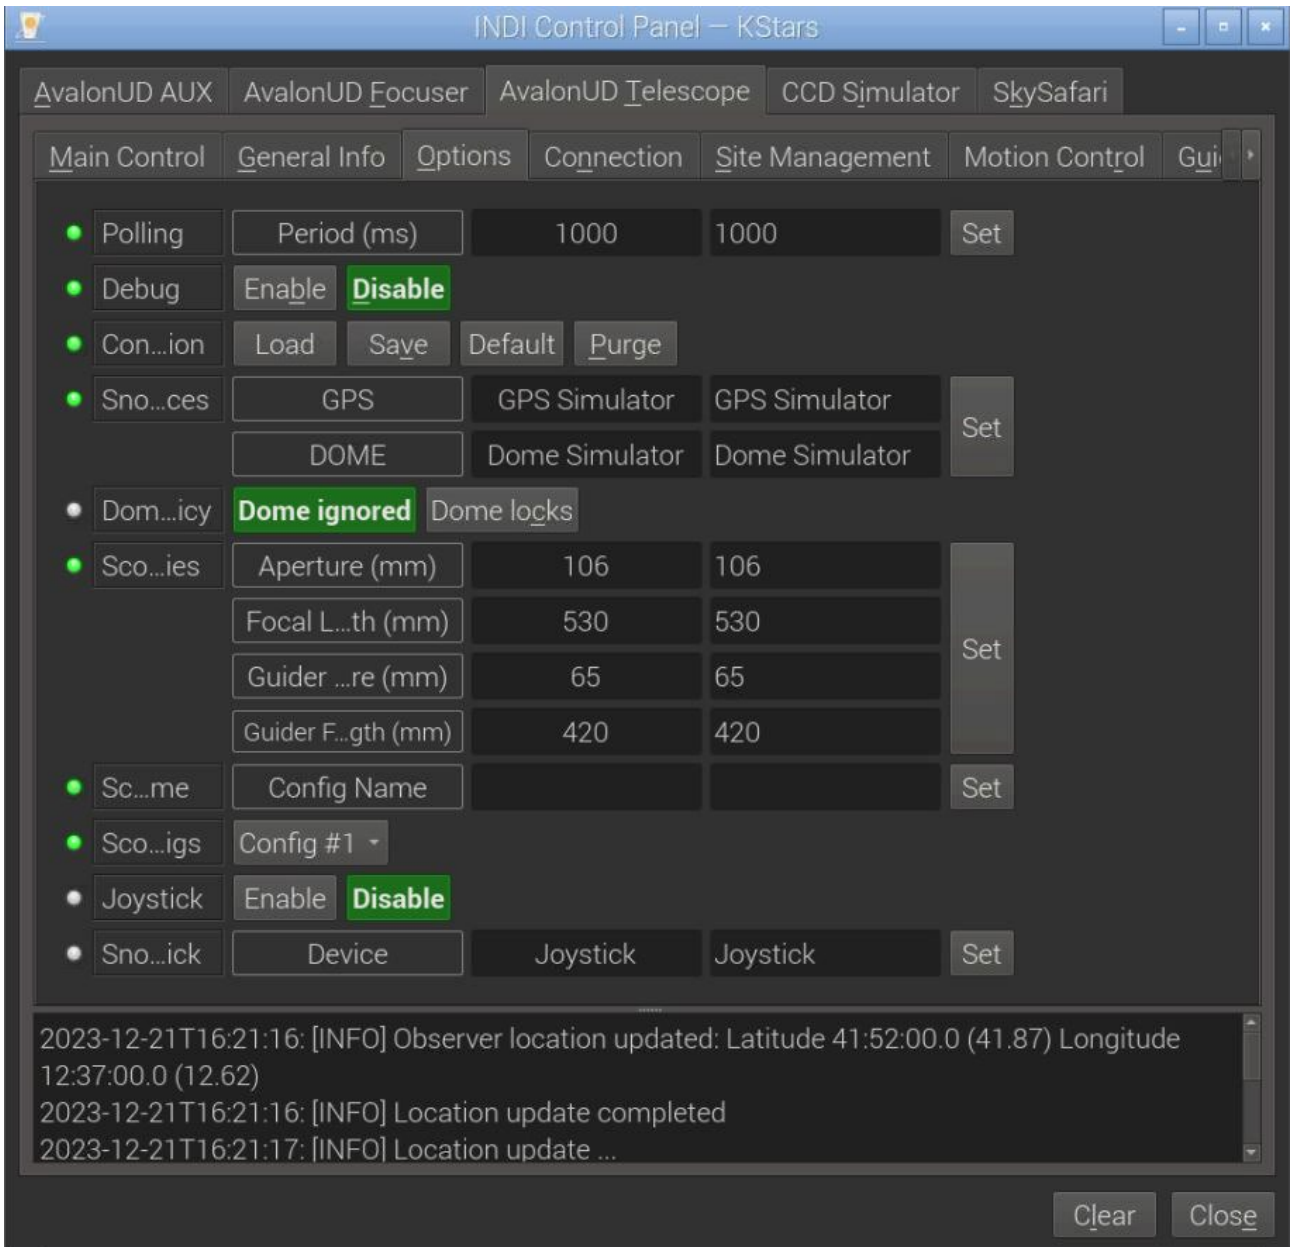 INDI Control Panel — KStars
AvalonUD AUX AvalonUD Focuser AvalonUD Telescope CCD Simulator SkySafari
Main Control General Info Options Connection Site Management Motion Control Gui
Polling Period (ms) 1000 1000 Set
Debug Enable Disable
Con...ion Load Save Default Purge
Sno...ces GPS GPS Simulator GPS Simulator Set
DOME Dome Simulator Dome Simulator
Dom...icy Dome ignored Dome locks
Sco...ies Aperture (mm) 106 106 Set
Focal L...th (mm) 530 530
Guider ...re (mm) 65 65
Guider F...gth (mm) 420 420
Sc...me Config Name Set
Sco...igs Config #1
Joystick Enable Disable
Sno...ick Device Joystick Joystick Set
2023-12-21T16:21:16: [INFO] Observer location updated: Latitude 41:52:00.0 (41.87) Longitude
12:37:00.0 (12.62)
2023-12-21T16:21:16: [INFO] Location update completed
2023-12-21T16:21:17: [INFO] Location update ...
Clear Close